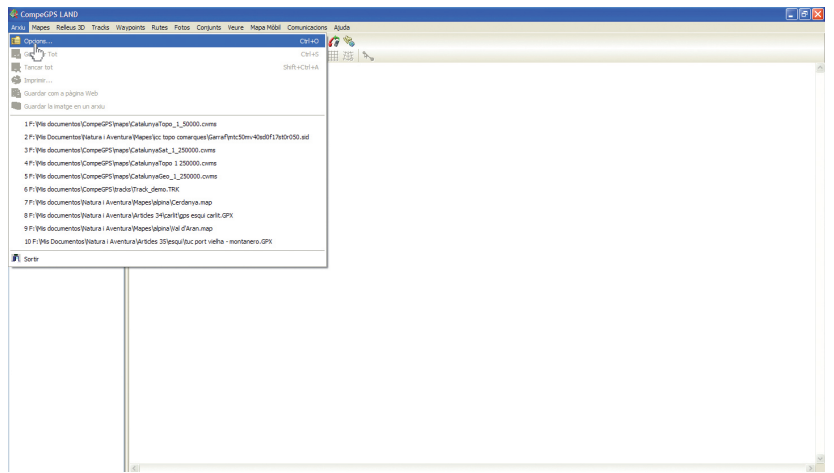 CompeGPS LAND
Arxiu Mapes Relleus 3D Tracks Waypoints Rutes Fotos Conjunts Veure Mapa Mòbil Comunicacions Ajuda
Opcions... Ctrl+O
Tot Ctrl+S
Tancar tot Shift+Ctrl+A
Imprimir...
Guardar com a pàgina Web
Guardar la imatge en un arxiu
1 F:\Mis documentos\CompeGPS\maps\CatalunyaTopo_1_50000.cwms
2 F:\Mis Documentos\Natura i Aventura\Mapes\icc topo comarques\Garraf\mtc50mv40sd0f17st0r050.sid
3 F:\Mis documentos\CompeGPS\maps\CatalunyaSat_1_250000.cwms
4 F:\Mis documentos\CompeGPS\maps\CatalunyaTopo 1 250000.cwms
5 F:\Mis documentos\CompeGPS\maps\CatalunyaGeo_1_250000.cwms
6 F:\Mis documentos\CompeGPS\tracks\Track_demo.TRK
7 F:\Mis documentos\Natura i Aventura\Mapes\alpina\Cerdanya.map
8 F:\Mis documentos\Natura i Aventura\Articles 34\carlit\gps esqui carlit.GPX
9 F:\Mis documentos\Natura i Aventura\Mapes\alpina\Val d'Aran.map
10 F:\Mis Documentos\Natura i Aventura\Articles 35\esqui\tuc port vielha - montanero.GPX
Sortir